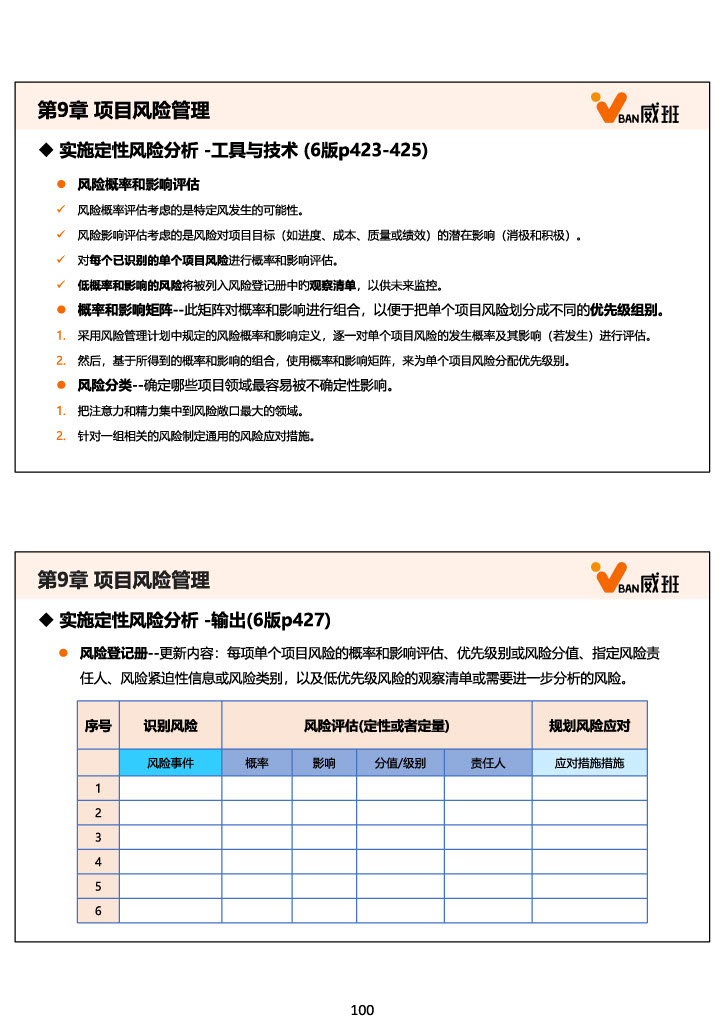 第9章 项目风险管理
VBAN威班
◆ 实施定性风险分析 -工具与技术 (6版p423-425)
● 风险概率和影响评估
✓ 风险概率评估考虑的是特定风发生的可能性。
✓ 风险影响评估考虑的是风险对项目目标（如进度、成本、质量或绩效）的潜在影响（消极和积极）。
✓ 对每个已识别的单个项目风险进行概率和影响评估。
✓ 低概率和影响的风险将被列入风险登记册中旳观察清单，以供未来监控。
● 概率和影响矩阵--此矩阵对概率和影响进行组合，以便于把单个项目风险划分成不同的优先级组别。
1. 采用风险管理计划中规定的风险概率和影响定义，逐一对单个项目风险的发生概率及其影响（若发生）进行评估。
2. 然后，基于所得到的概率和影响的组合，使用概率和影响矩阵，来为单个项目风险分配优先级别。
● 风险分类--确定哪些项目领域最容易被不确定性影响。
1. 把注意力和精力集中到风险敞口最大的领域。
2. 针对一组相关的风险制定通用的风险应对措施。
第9章 项目风险管理
VBAN威班
◆ 实施定性风险分析 -输出(6版p427)
● 风险登记册--更新内容：每项单个项目风险的概率和影响评估、优先级别或风险分值、指定风险责
任人、风险紧迫性信息或风险类别，以及低优先级风险的观察清单或需要进一步分析的风险。
序号 识别风险 风险评估(定性或者定量) 规划风险应对
风险事件 概率 影响 分值/级别 责任人 应对措施措施
1
2
3
4
5
6
100